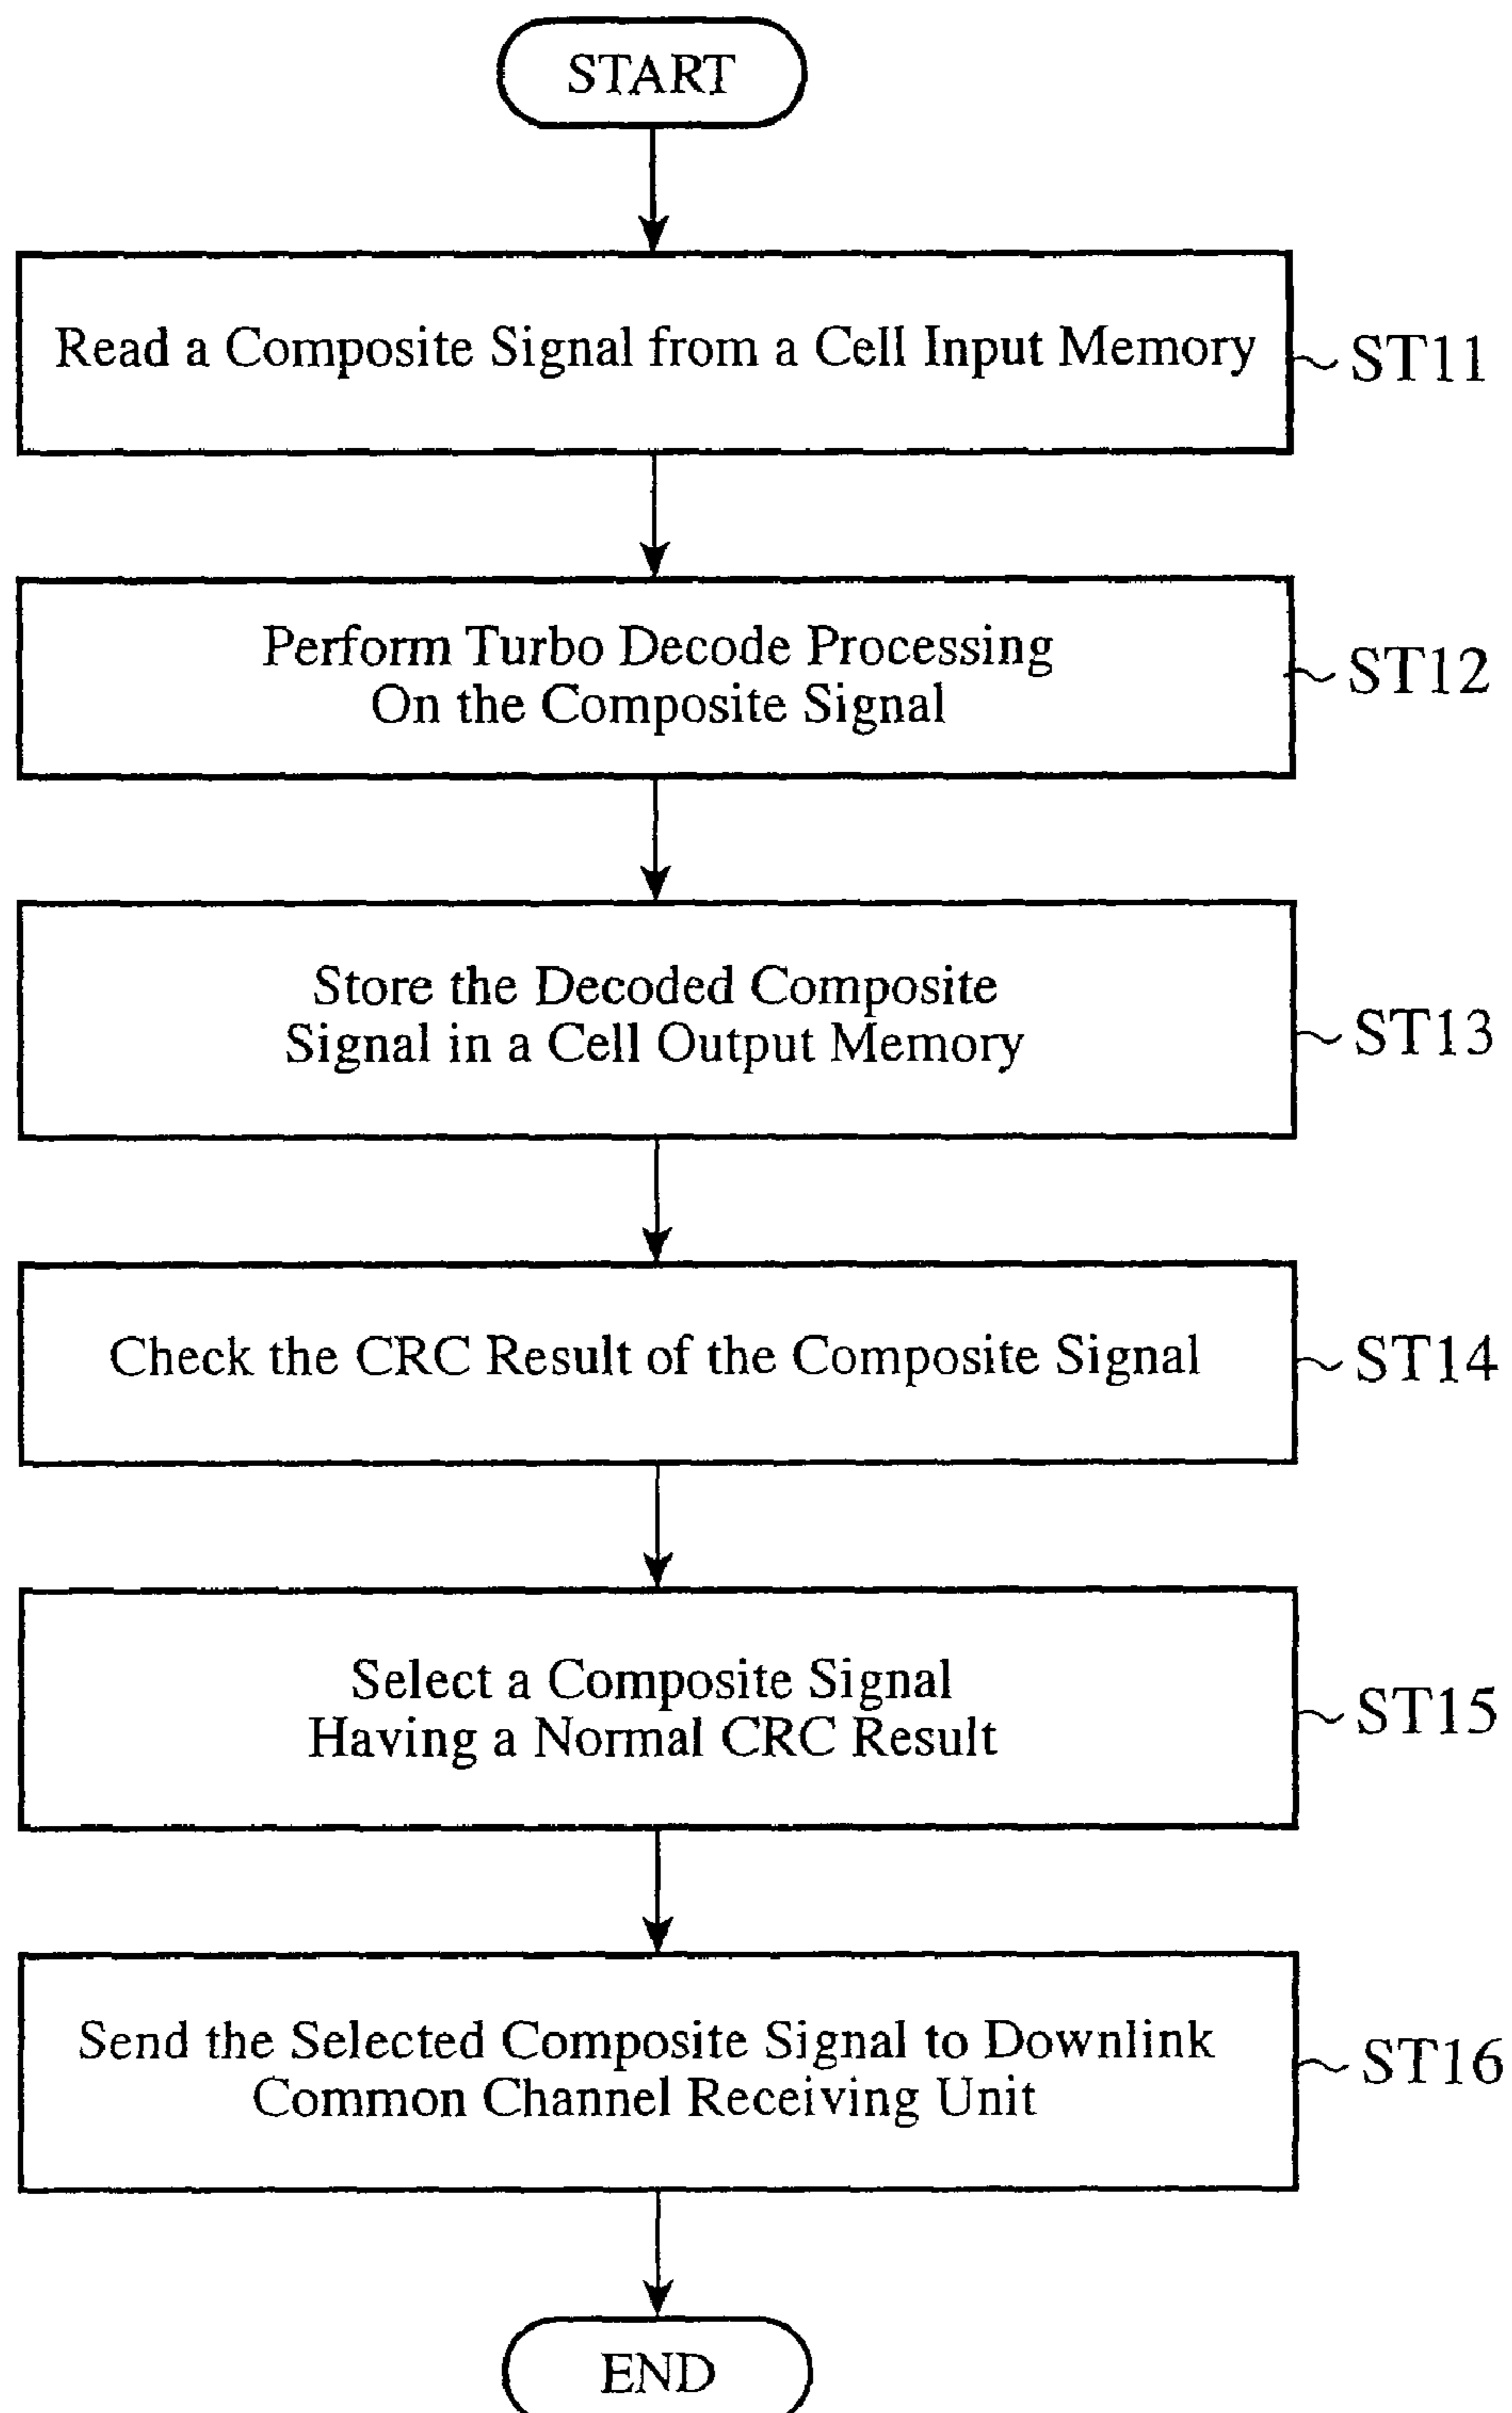 START
Read a Composite Signal from a Cell Input Memory
ST11
Perform Turbo Decode Processing
On the Composite Signal
ST12
Store the Decoded Composite
Signal in a Cell Output Memory
ST13
Check the CRC Result of the Composite Signal
ST14
Select a Composite Signal
Having a Normal CRC Result
ST15
Send the Selected Composite Signal to Downlink
Common Channel Receiving Unit
ST16
END